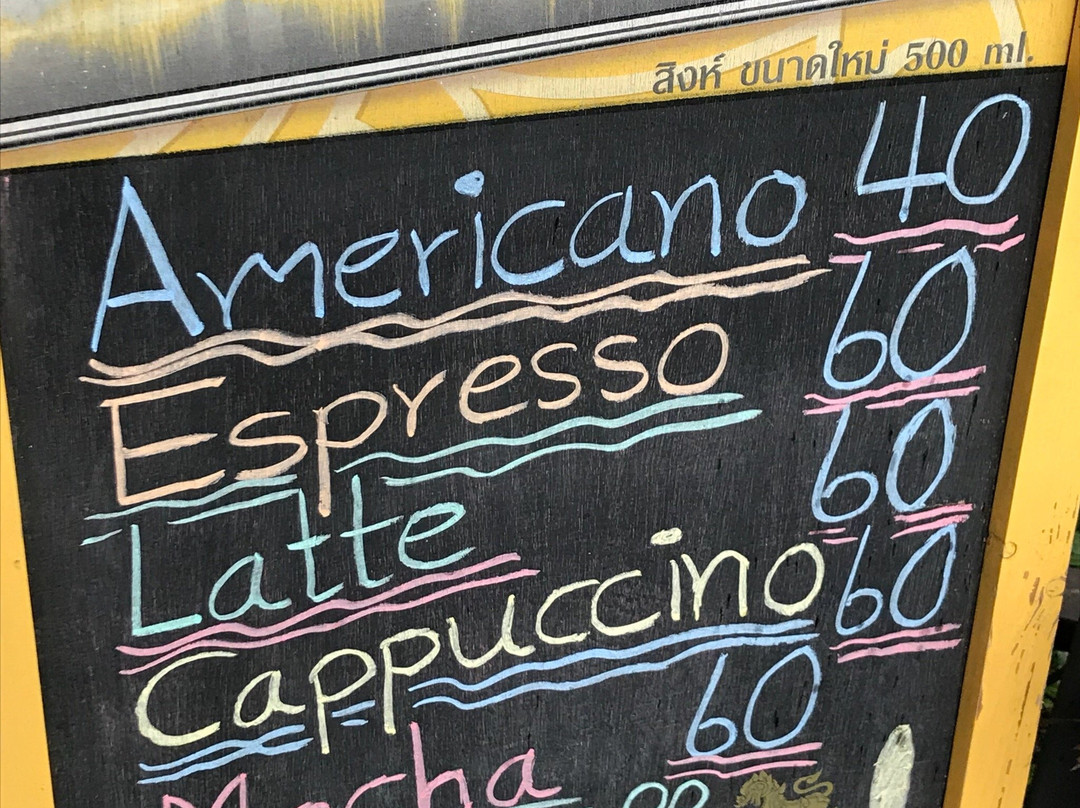 สิงห์ ขนาดใหม่ 500 ml.
Americano 40
Espresso 60
Latte 60
Cappuccino 60
Mocha 60